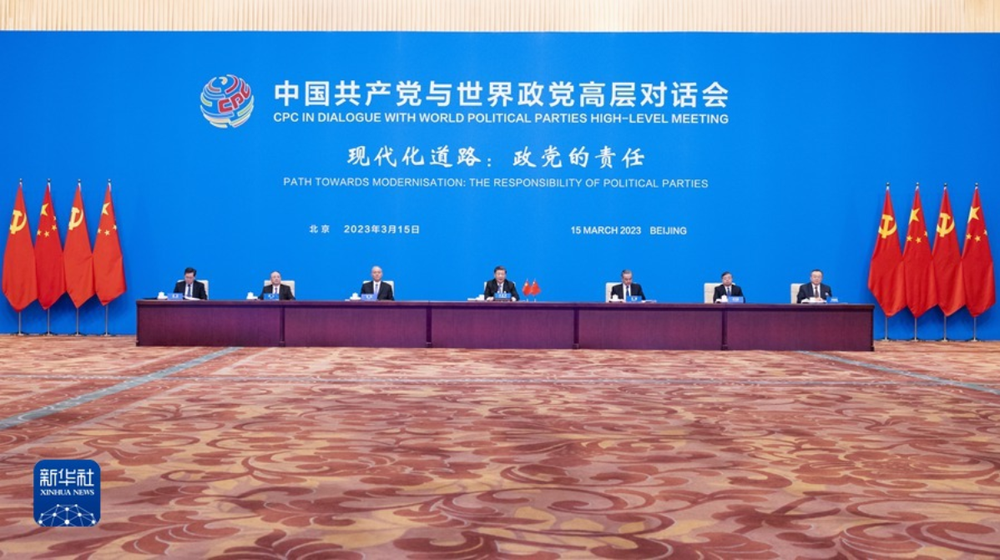 CPC
中国共产党与世界政党高层对话会
CPC IN DIALOGUE WITH WORLD POLITICAL PARTIES HIGH-LEVEL MEETING
现代化道路：政党的责任
PATH TOWARDS MODERNISATION: THE RESPONSIBILITY OF POLITICAL PARTIES
北京 2023年3月15日
15 MARCH 2023 BEIJING
新华社
XINHUA NEWS